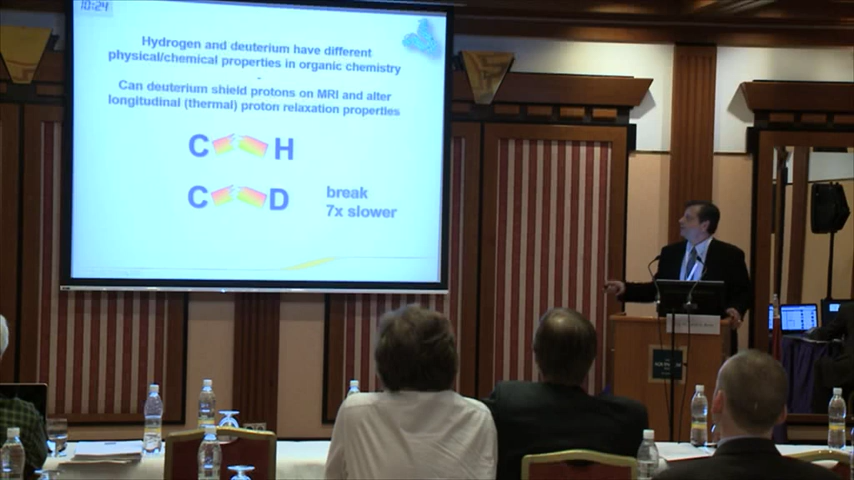 10:24
Hydrogen and deuterium have different
physical/chemical properties in organic chemistry
-
Can deuterium shield protons on MRI and alter
longitudinal (thermal) proton relaxation properties
C H
C D
break
7x slower